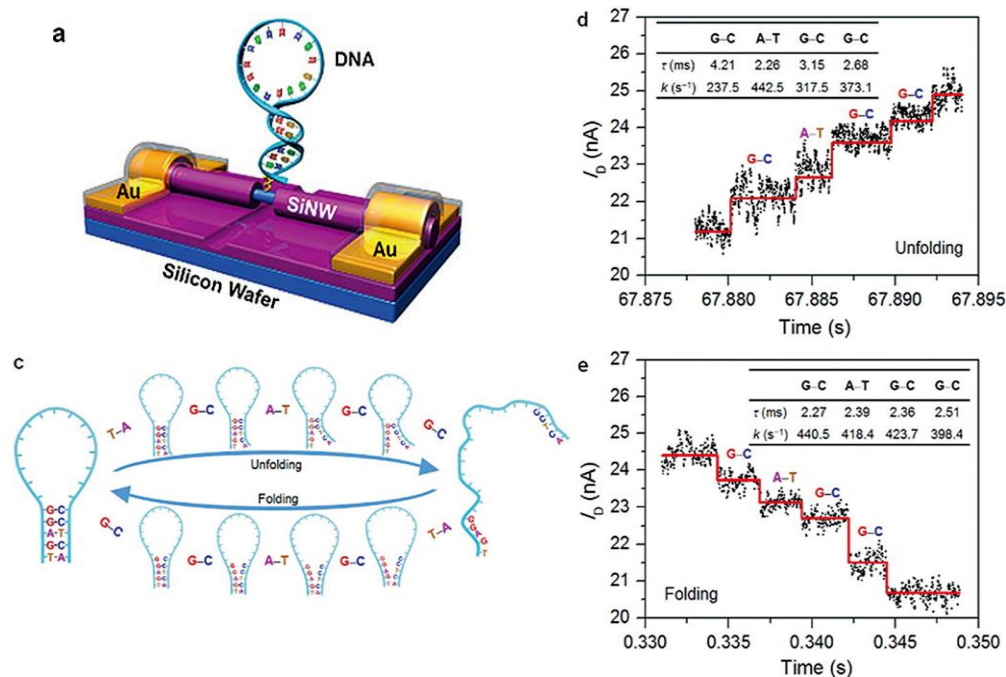 a
DNA
Au
SiNW
Au
Silicon Wafer
c
T–A
G–C
A–T
G–C
G–C
Unfolding
Folding
G–C
G–C
A–T
G–C
T–A
G C
G C
A T
G C
T A
d
G–C A–T G–C G–C
τ (ms) 4.21 2.26 3.15 2.68
k (s⁻¹) 237.5 442.5 317.5 373.1
27
26
25
24
23
22
21
20
I_D (nA)
G–C
A–T
G–C
G–C
Unfolding
67.875 67.880 67.885 67.890 67.895
Time (s)
e
G–C A–T G–C G–C
τ (ms) 2.27 2.39 2.36 2.51
k (s⁻¹) 440.5 418.4 423.7 398.4
27
26
25
24
23
22
21
20
I_D (nA)
G–C
A–T
G–C
G–C
Folding
0.330 0.335 0.340 0.345 0.350
Time (s)